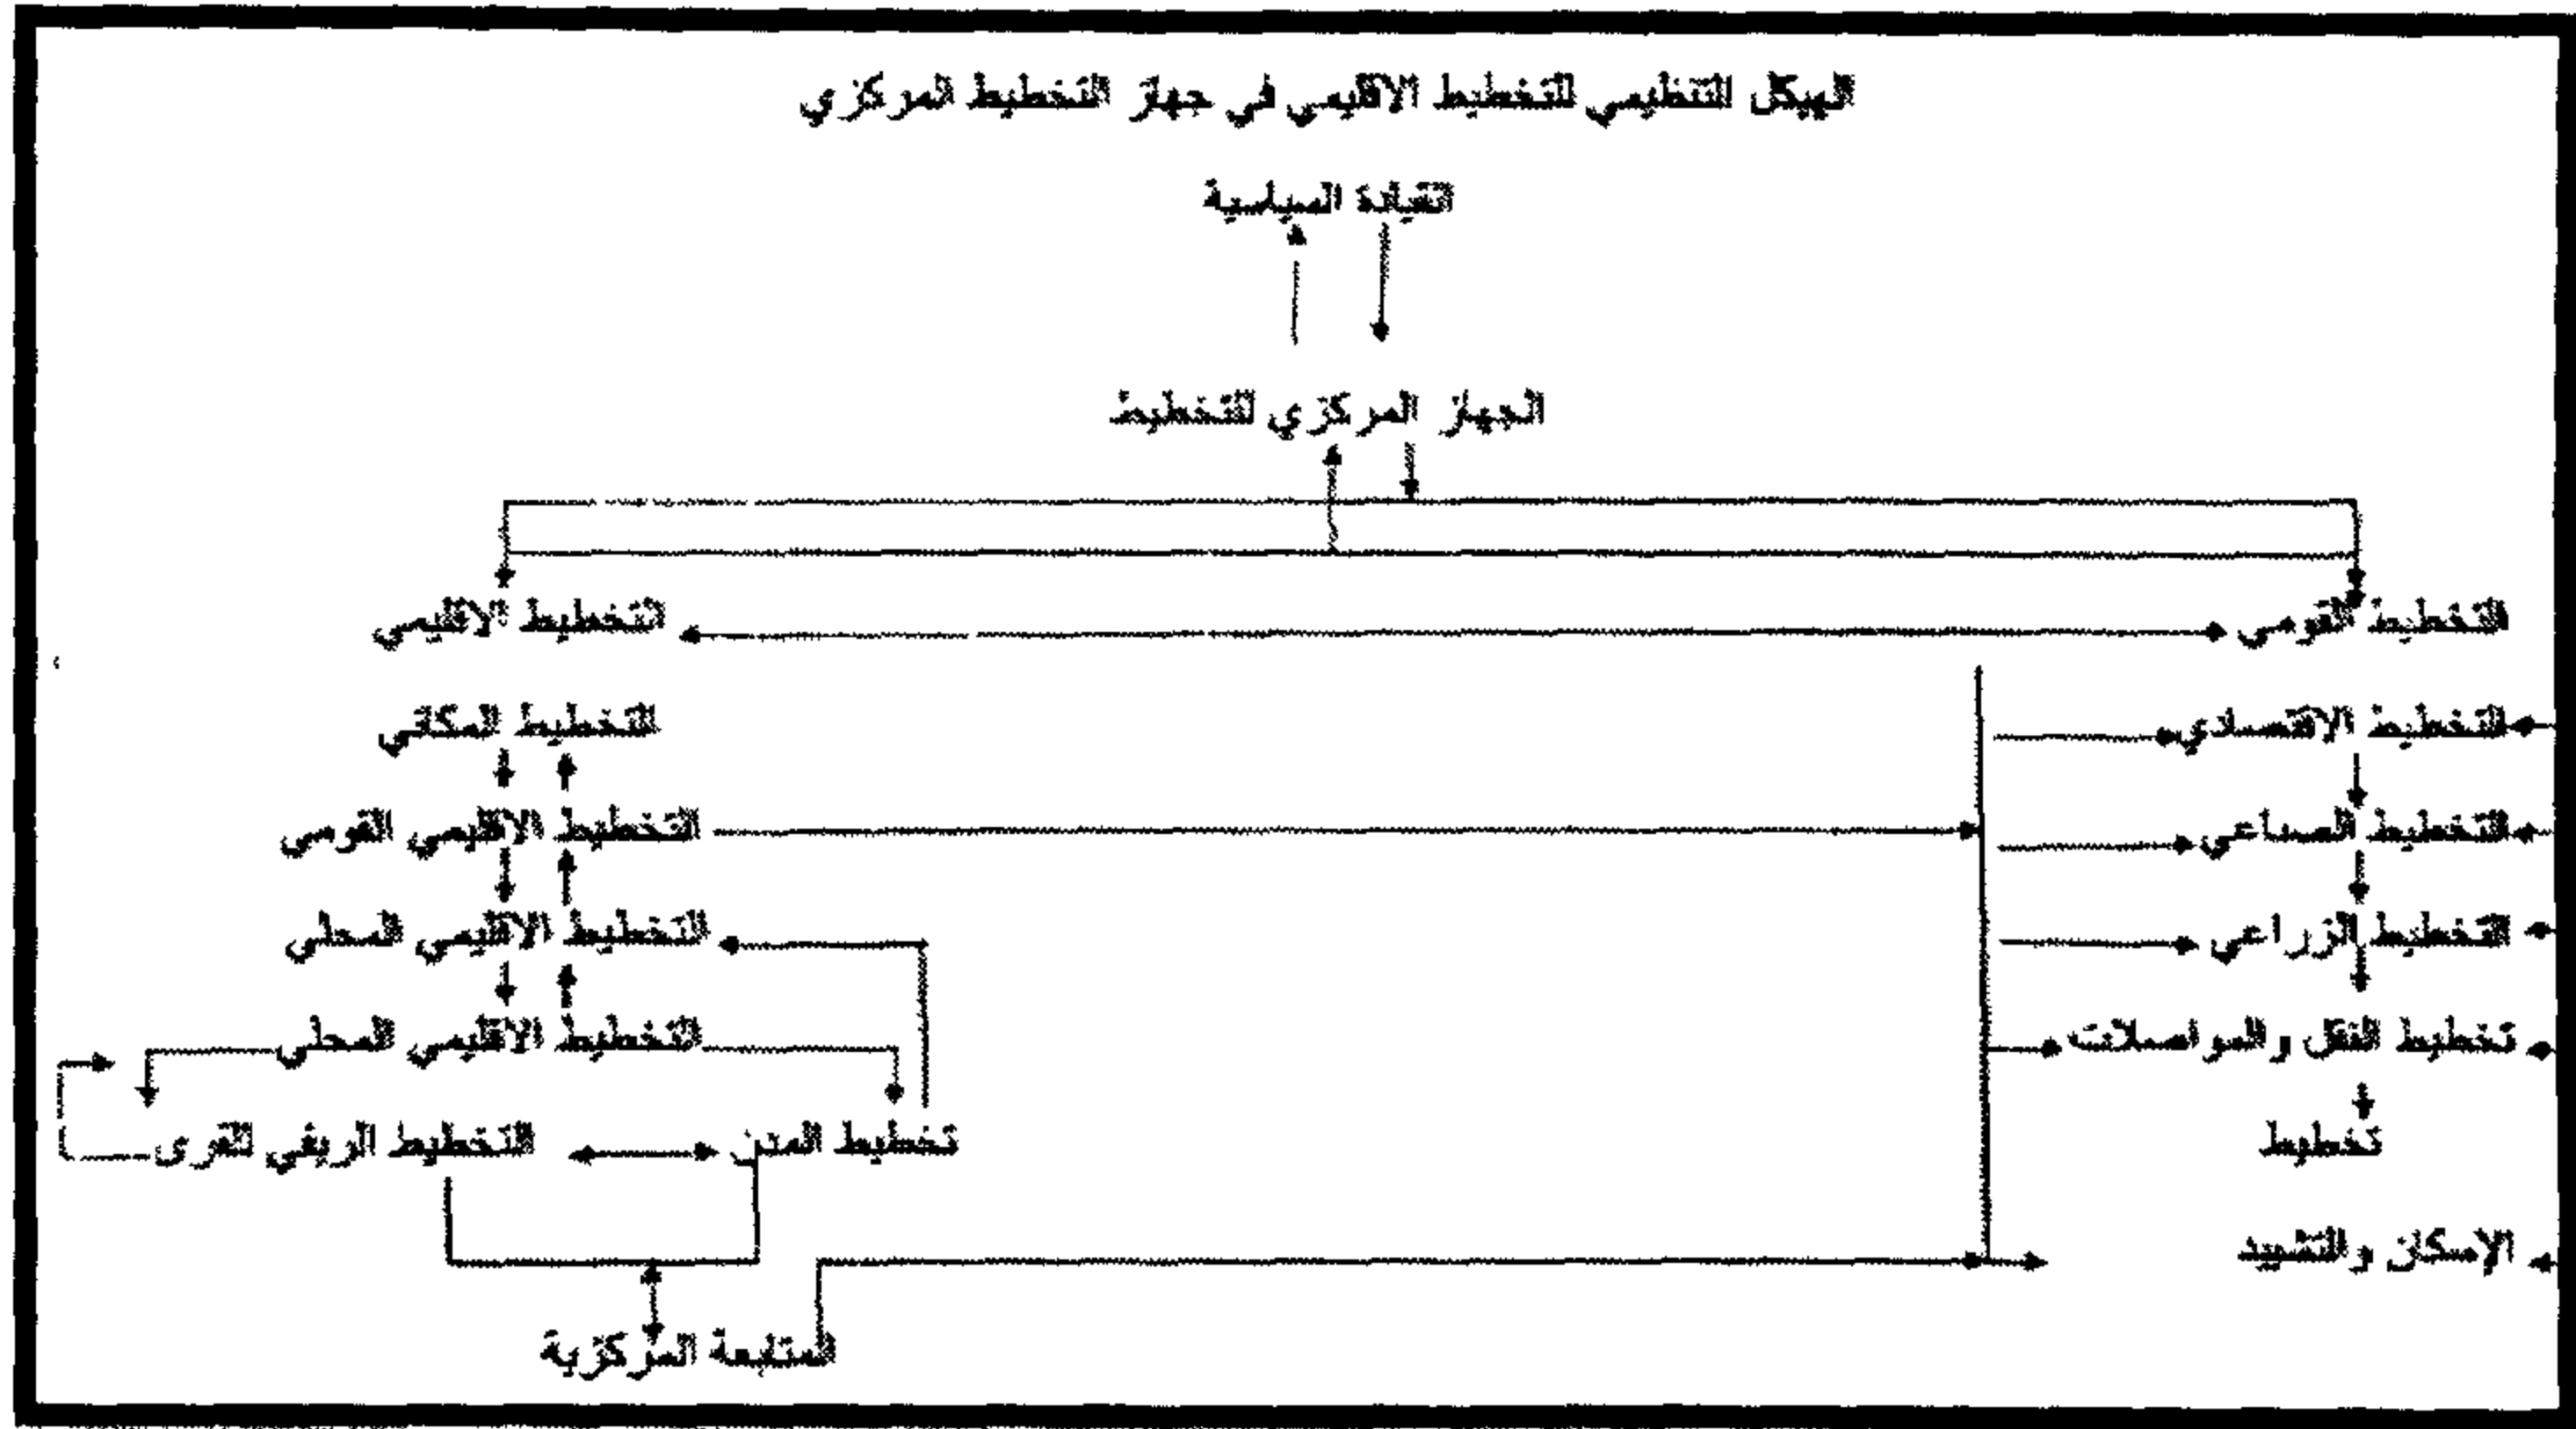 الهيكل التنظيمي للتخطيط الاقليمي في جهاز التخطيط المركزي
القيادة السياسية
الجهاز المركزي للتخطيط
التخطيط القومي التخطيط الاقليمي
التخطيط الاقتصادي التخطيط المكاني
التخطيط الصناعي التخطيط الاقليمي القومي
التخطيط الزراعي التخطيط الاقليمي المحلي
تخطيط النقل والمواصلات التخطيط الاقليمي المحلي
تخطيط تخطيط المدن التخطيط الريفي للقرى
الإسكان والتشييد
المتابعة المركزية